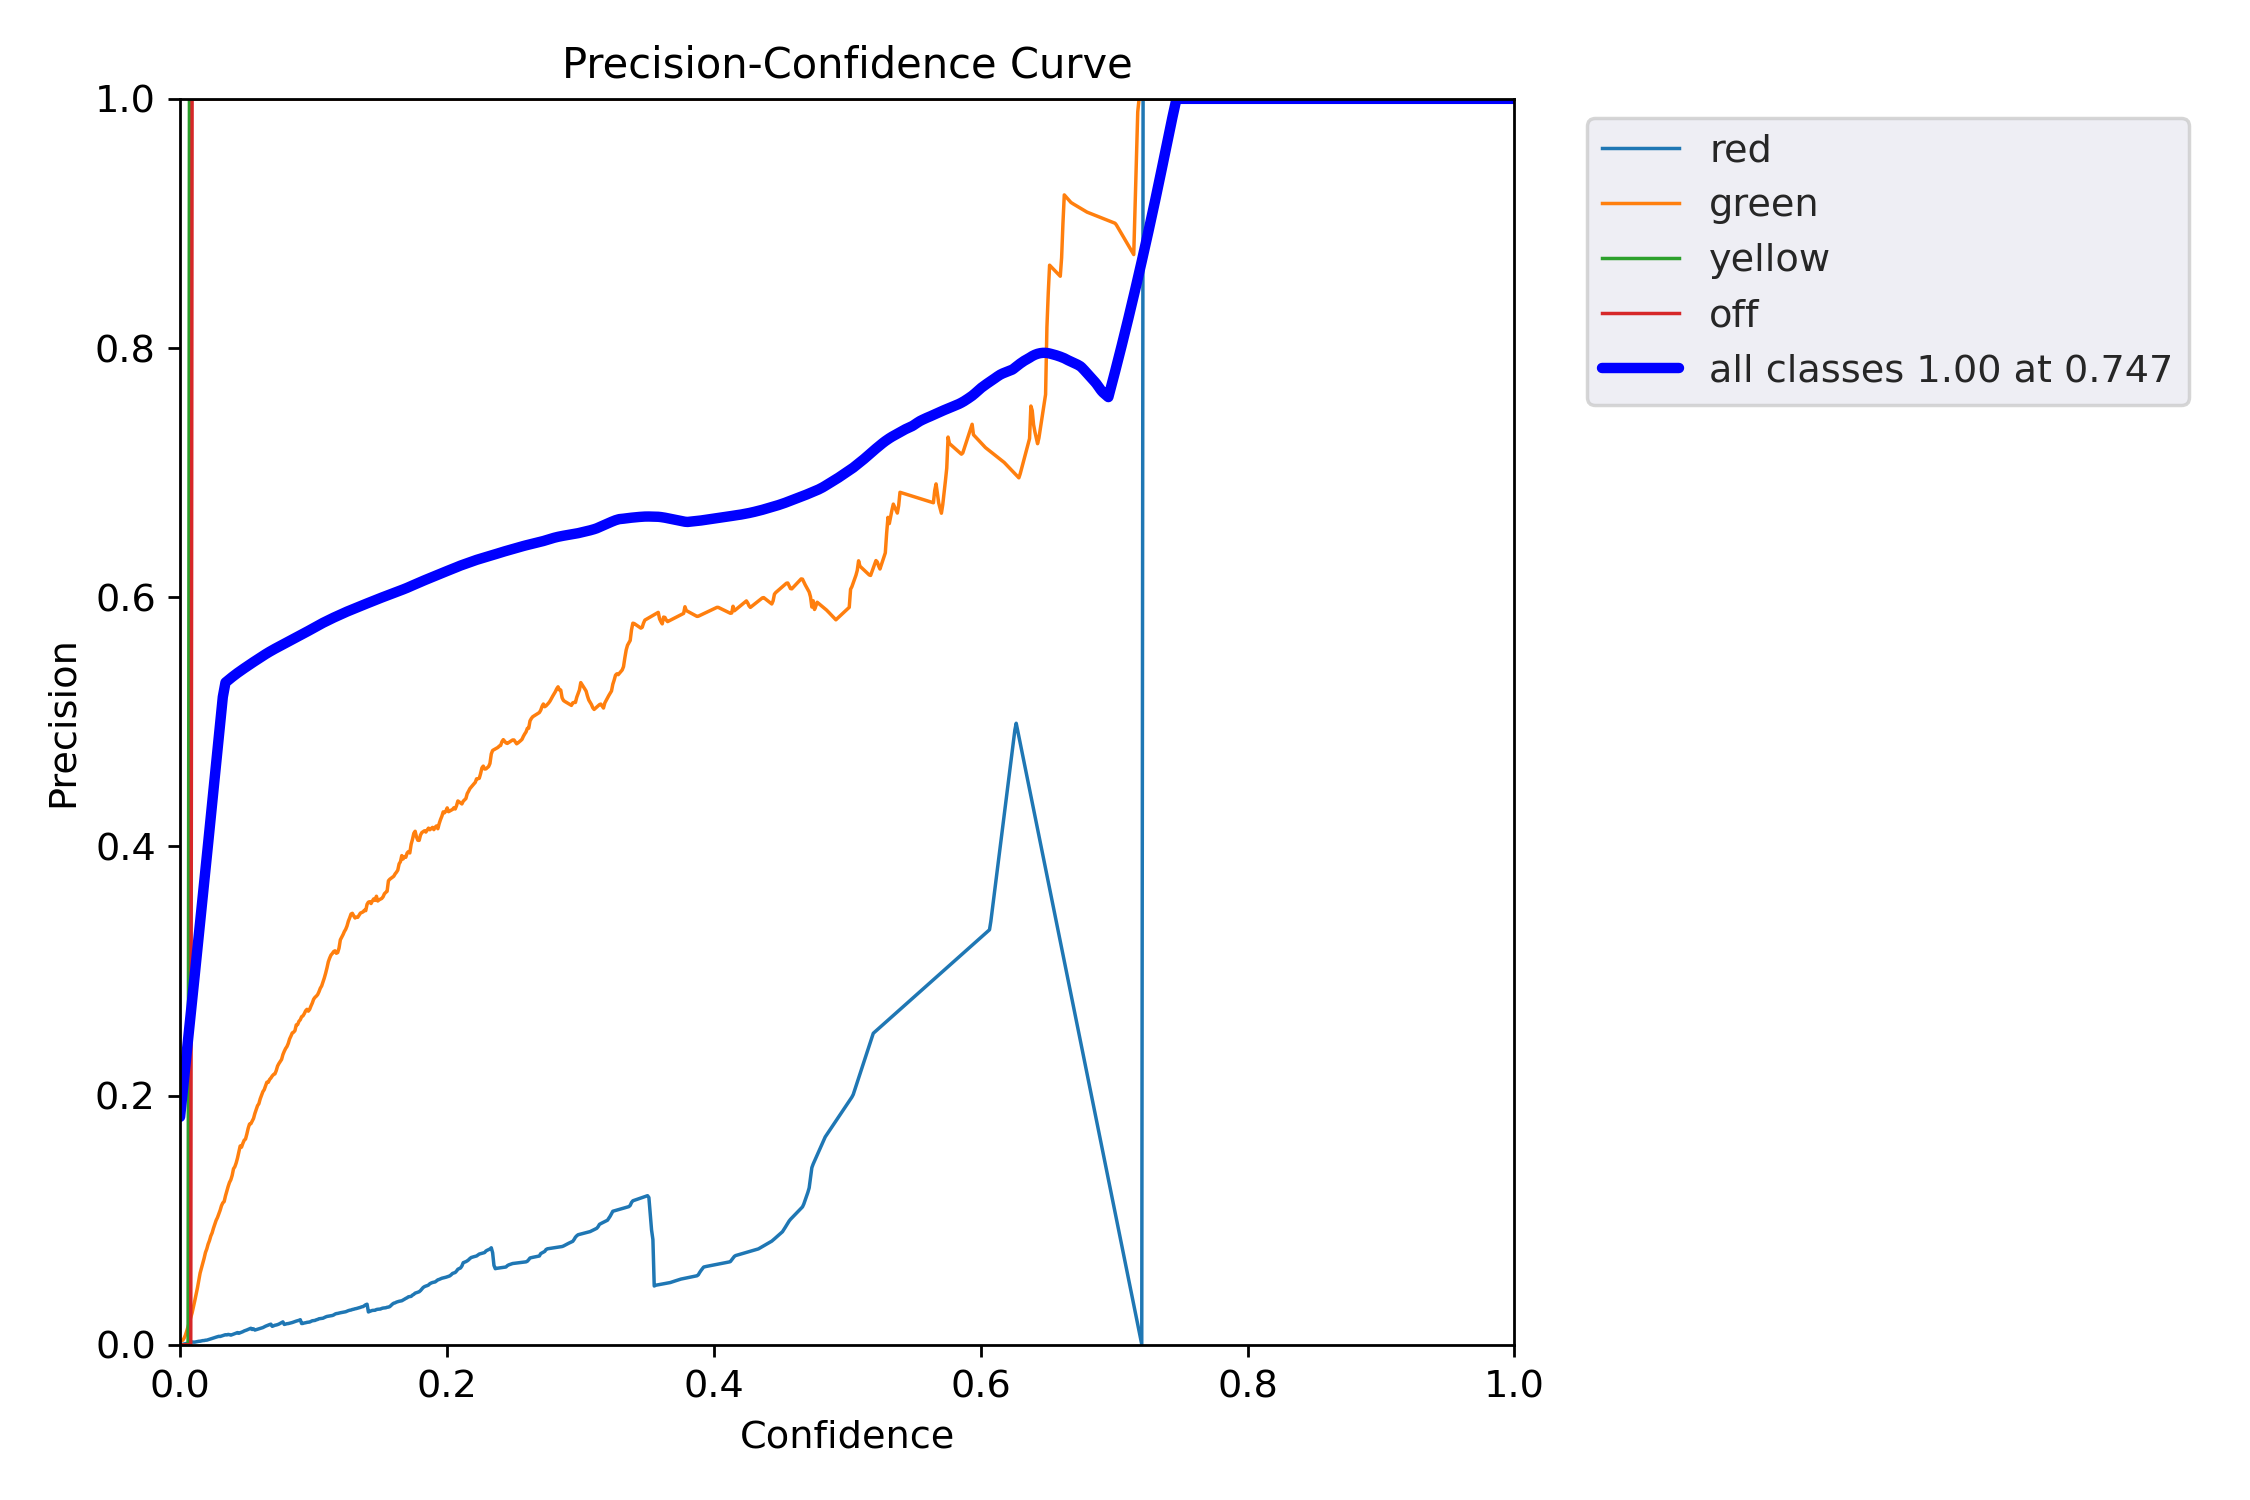 Precision-Confidence Curve
1.0
0.8
0.6
0.4
0.2
0.0
Precision
0.0 0.2 0.4 0.6 0.8 1.0
Confidence
red
green
yellow
off
all classes 1.00 at 0.747